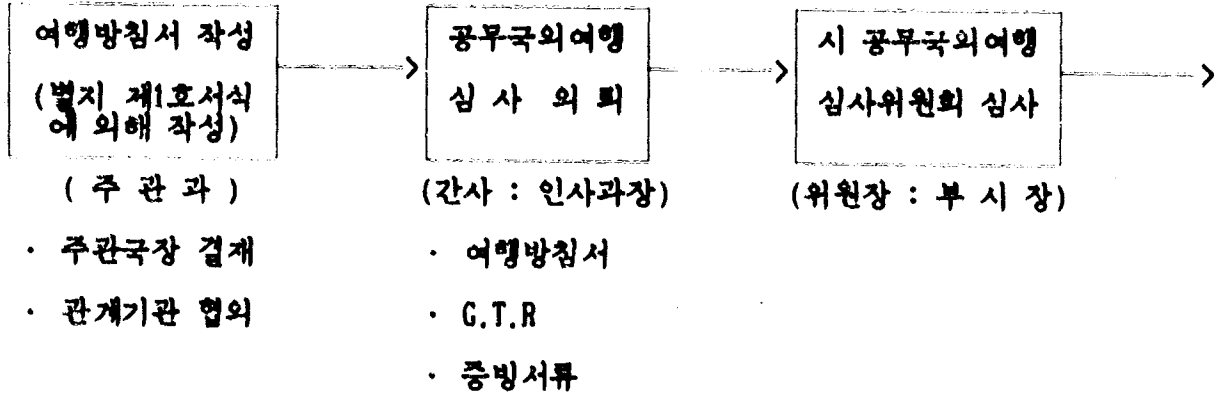 여행방침서 작성
(별지 제1호서식
에 의해 작성)
(주 관 과)
· 주관국장 결재
· 관계기관 협의
공무국외여행
심 사 의 뢰
(간사 : 인사과장)
· 여행방침서
· G.T.R
· 증빙서류
시 공무국외여행
심사위원회 심사
(위원장 : 부 시 장)